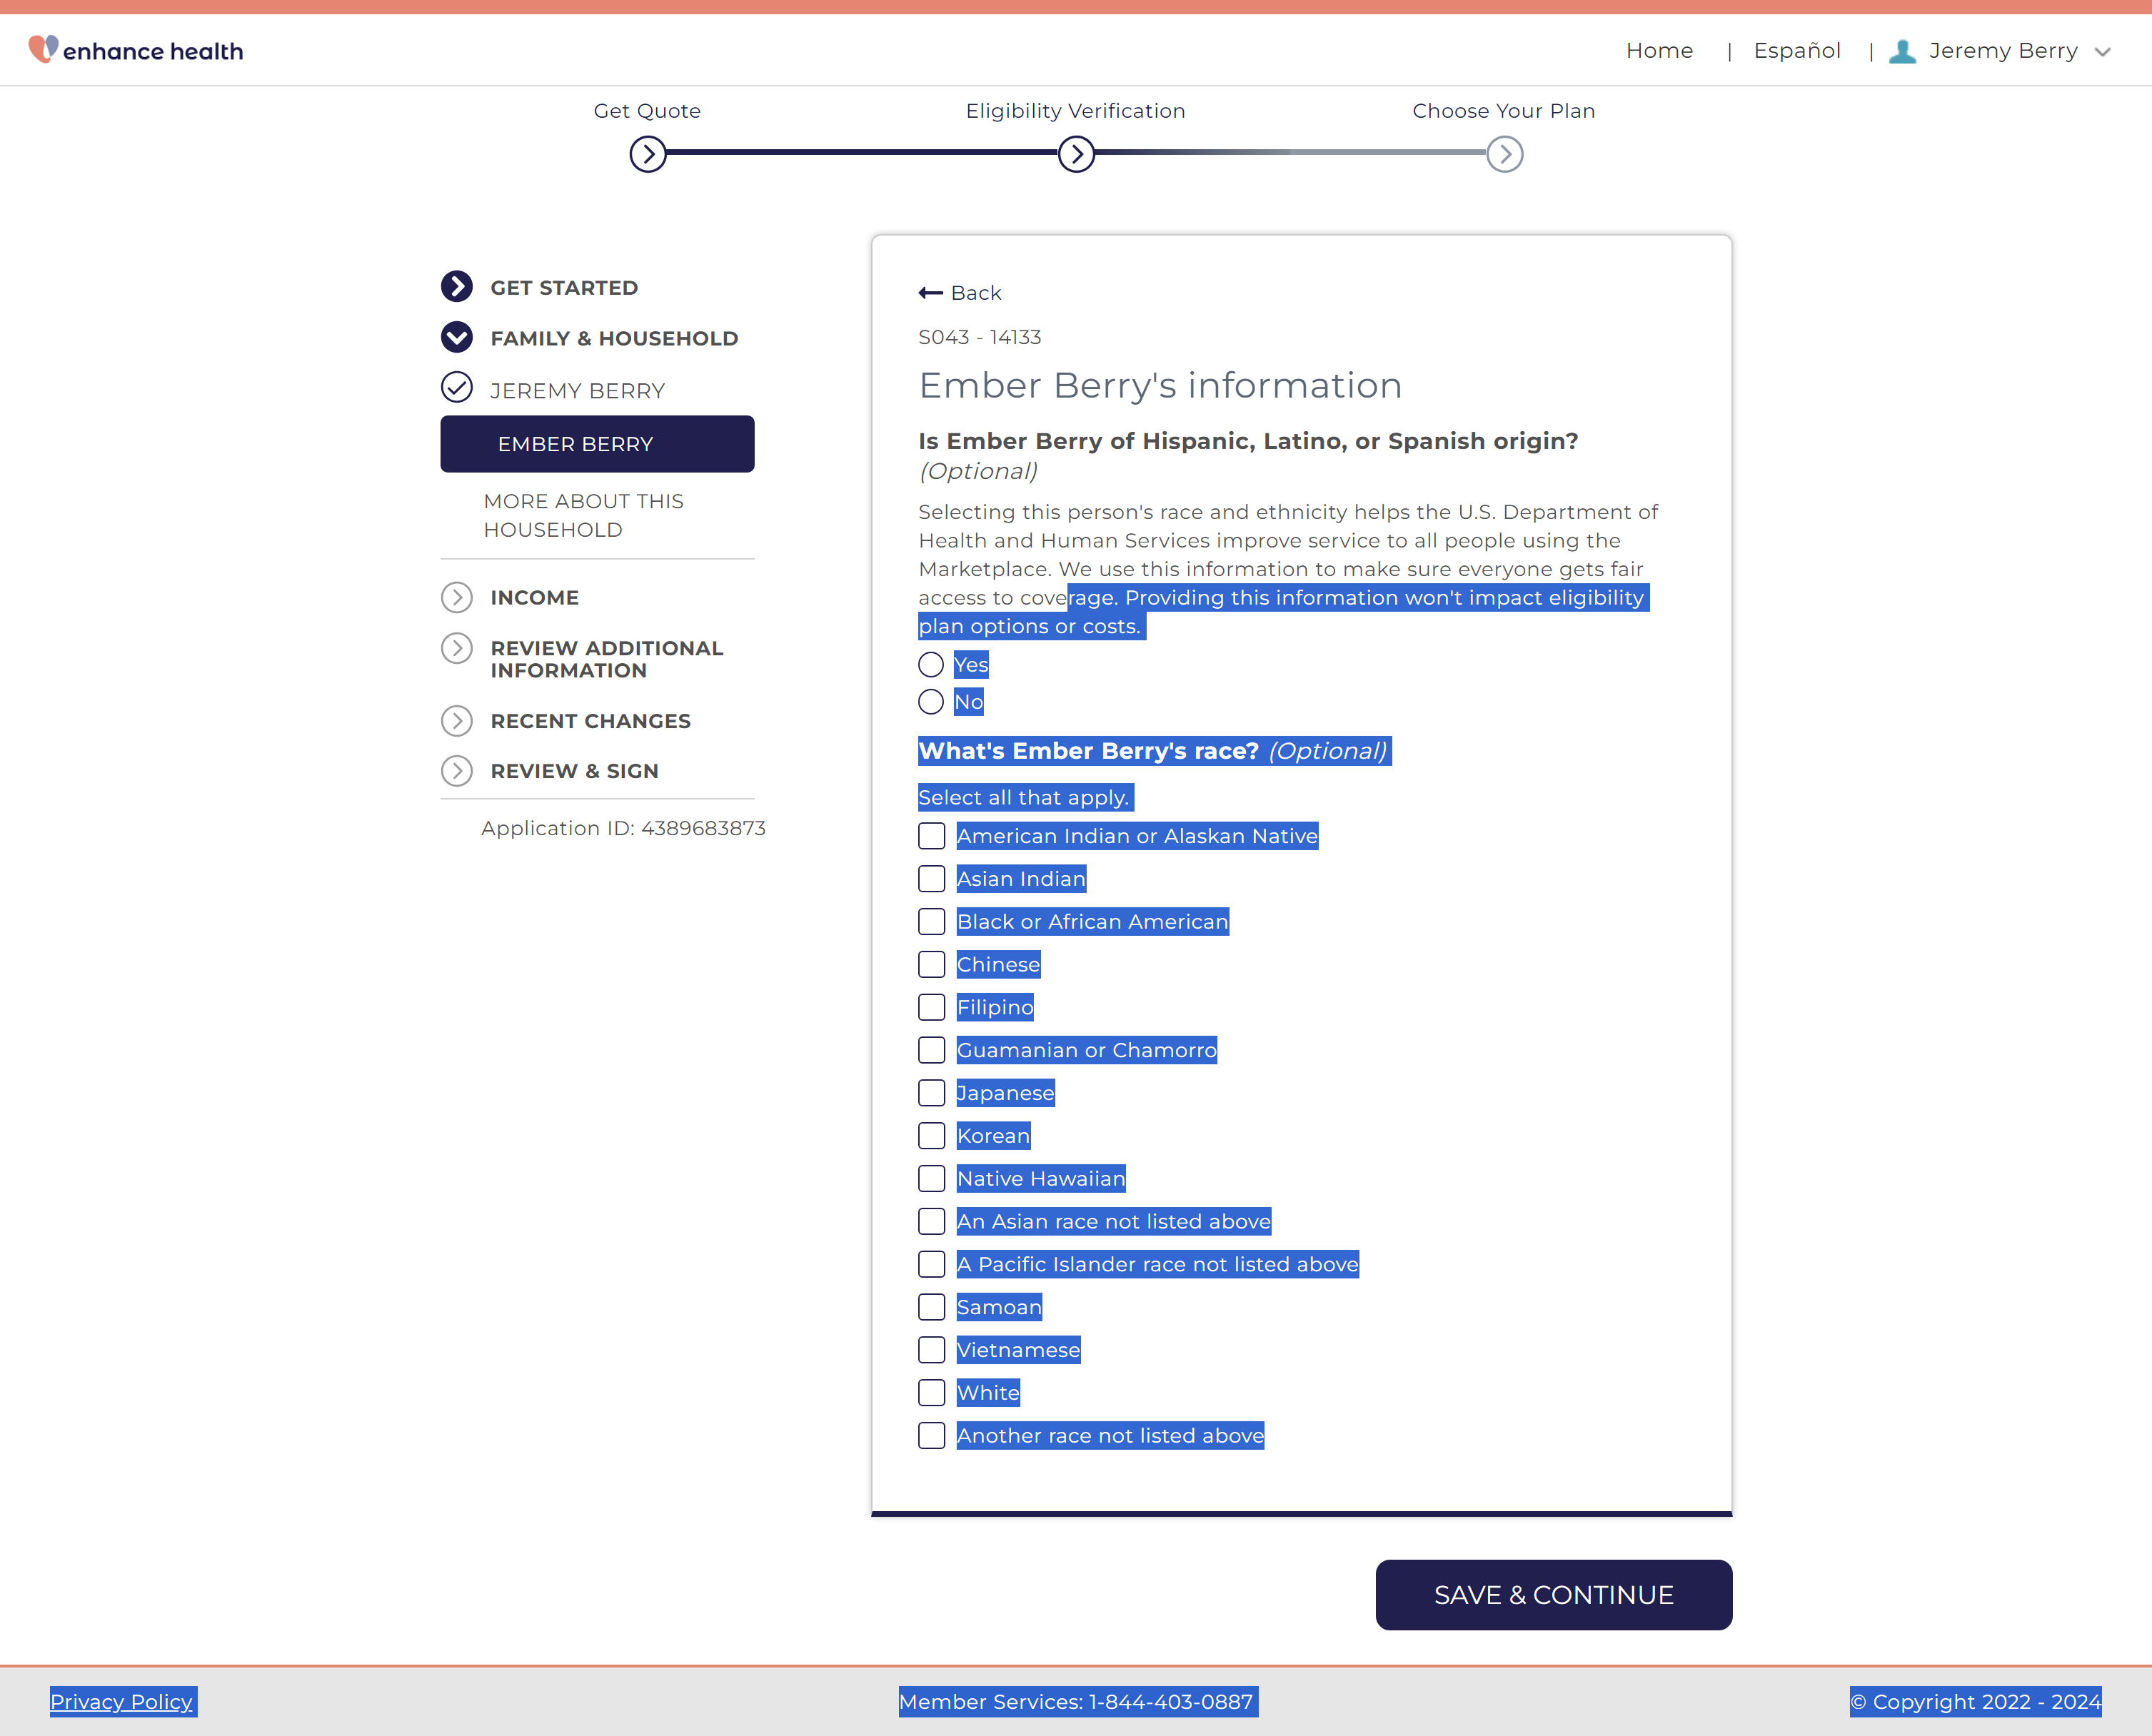 enhance health
Home | Español | Jeremy Berry
Get Quote
Eligibility Verification
Choose Your Plan
GET STARTED
FAMILY & HOUSEHOLD
JEREMY BERRY
EMBER BERRY
MORE ABOUT THIS
HOUSEHOLD
INCOME
REVIEW ADDITIONAL
INFORMATION
RECENT CHANGES
REVIEW & SIGN
Application ID: 4389683873
Back
S043 - 14133
Ember Berry's information
Is Ember Berry of Hispanic, Latino, or Spanish origin?
(Optional)
Selecting this person's race and ethnicity helps the U.S. Department of
Health and Human Services improve service to all people using the
Marketplace. We use this information to make sure everyone gets fair
access to coverage. Providing this information won't impact eligibility
plan options or costs.
Yes
No
What's Ember Berry's race? (Optional)
Select all that apply.
American Indian or Alaskan Native
Asian Indian
Black or African American
Chinese
Filipino
Guamanian or Chamorro
Japanese
Korean
Native Hawaiian
An Asian race not listed above
A Pacific Islander race not listed above
Samoan
Vietnamese
White
Another race not listed above
SAVE & CONTINUE
Privacy Policy
Member Services: 1-844-403-0887
© Copyright 2022 - 2024